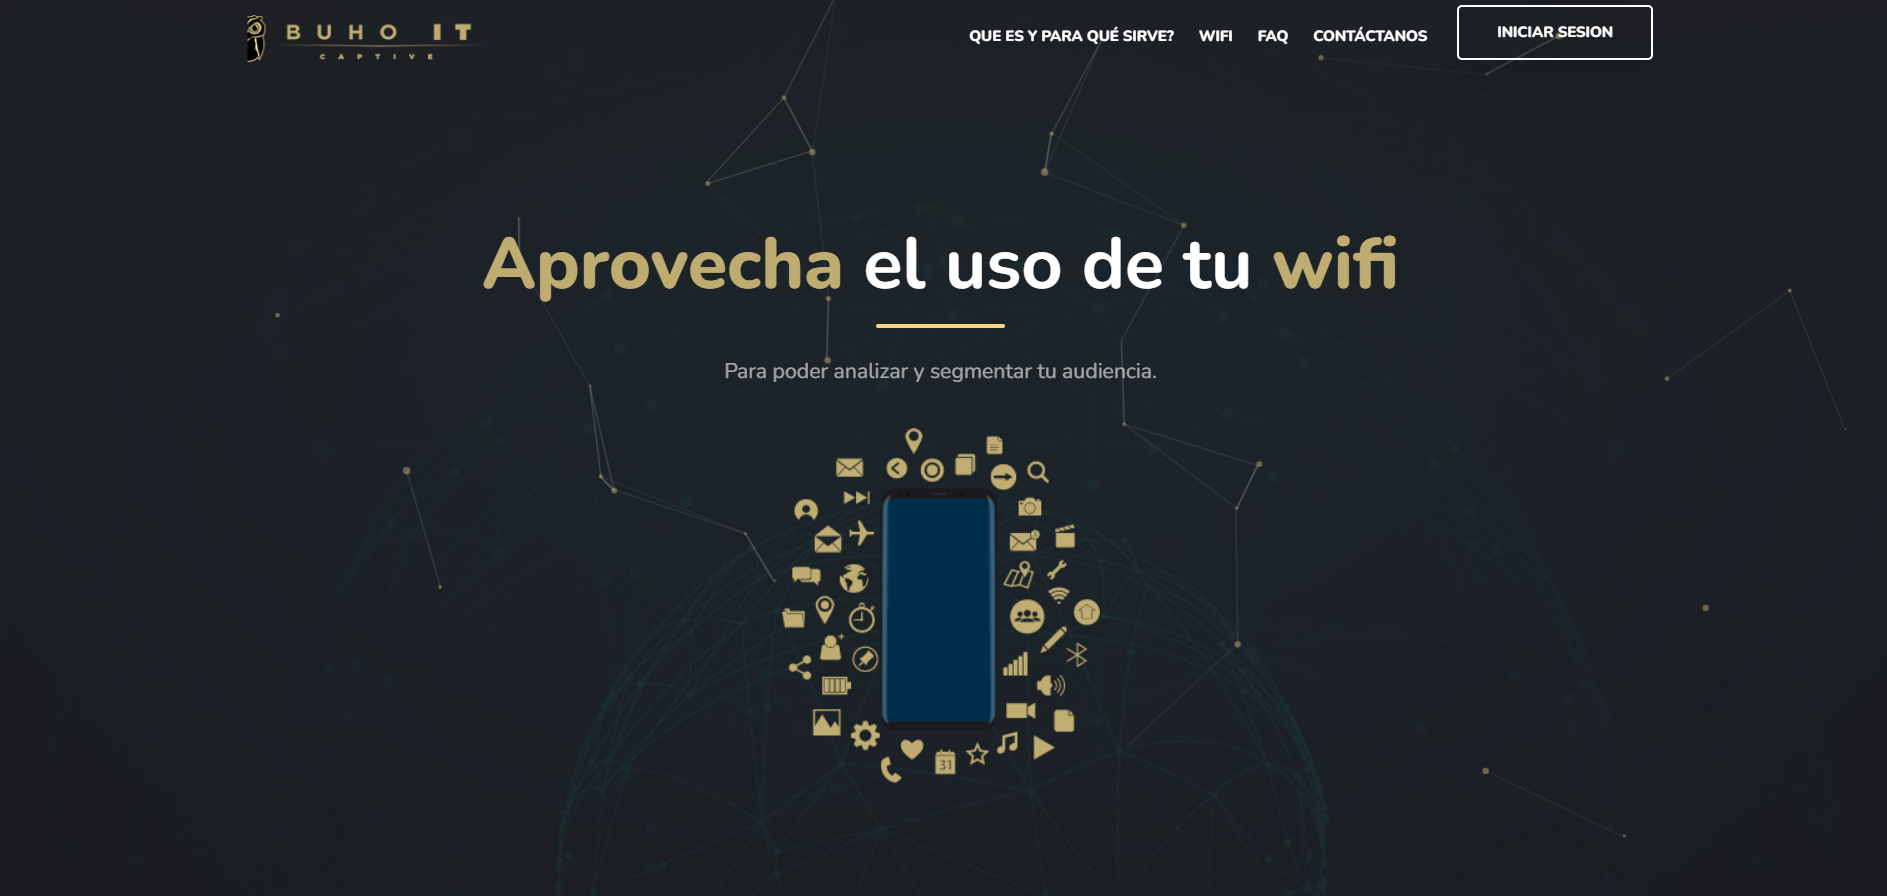 BUHO IT
CAPTIVE
QUE ES Y PARA QUÉ SIRVE? WIFI FAQ CONTÁCTANOS INICIAR SESION
Aprovecha el uso de tu wifi
Para poder analizar y segmentar tu audiencia.
31